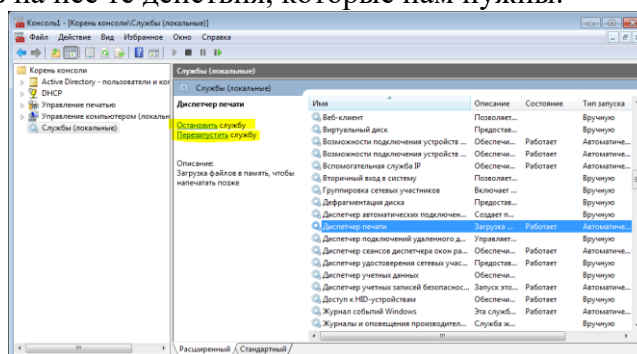 на нее те действия, которые нам нужны.
Консоль1 - [Корень консоли\Службы (локальные)]
Файл Действие Вид Избранное Окно Справка
Корень консоли
Active Directory - пользователи и ко
DHCP
Управление печатью
Управление компьютером (локальн
Службы (локальные)
Службы (локальные)
Службы (локальные)
Диспетчер печати
Остановить службу
Перезапустить службу
Описание:
Загрузка файлов в память, чтобы
напечатать позже
Имя Описание Состояние Тип запуска
Веб-клиент Позволяет... Вручную
Виртуальный диск Предостав... Вручную
Возможности подключения устройств ... Обеспечи... Работает Автоматиче...
Возможности подключения устройств ... Обеспечи... Работает Автоматиче...
Вспомогательная служба IP Обеспечи... Работает Автоматиче...
Вторичный вход в систему Позволяет... Вручную
Группировка сетевых участников Включает ... Вручную
Дефрагментация диска Предостав... Вручную
Диспетчер автоматических подключен... Создает п... Вручную
Диспетчер печати Загрузка ... Работает Автоматиче...
Диспетчер подключений удаленного д... Управляет... Вручную
Диспетчер сеансов диспетчера окон ра... Обеспечи... Работает Автоматиче...
Диспетчер удостоверения сетевых учас... Предостав... Работает Вручную
Диспетчер учетных данных Обеспечи... Вручную
Диспетчер учетных записей безопаснос... Запуск это... Работает Автоматиче...
Доступ к HID-устройствам Обеспечи... Работает Вручную
Журнал событий Windows Эта служб... Работает Автоматиче...
Журналы и оповещения производител... Служба ж... Вручную
Расширенный Стандартный